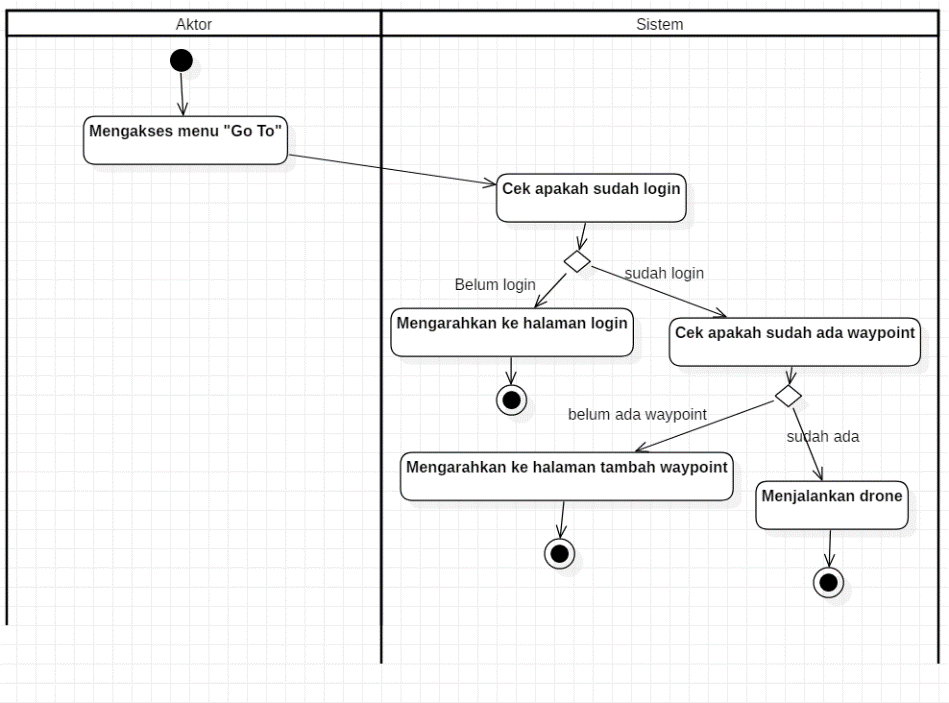 Aktor
Sistem
Mengakses menu "Go To"
Cek apakah sudah login
Belum login
sudah login
Mengarahkan ke halaman login
Cek apakah sudah ada waypoint
belum ada waypoint
sudah ada
Mengarahkan ke halaman tambah waypoint
Menjalankan drone